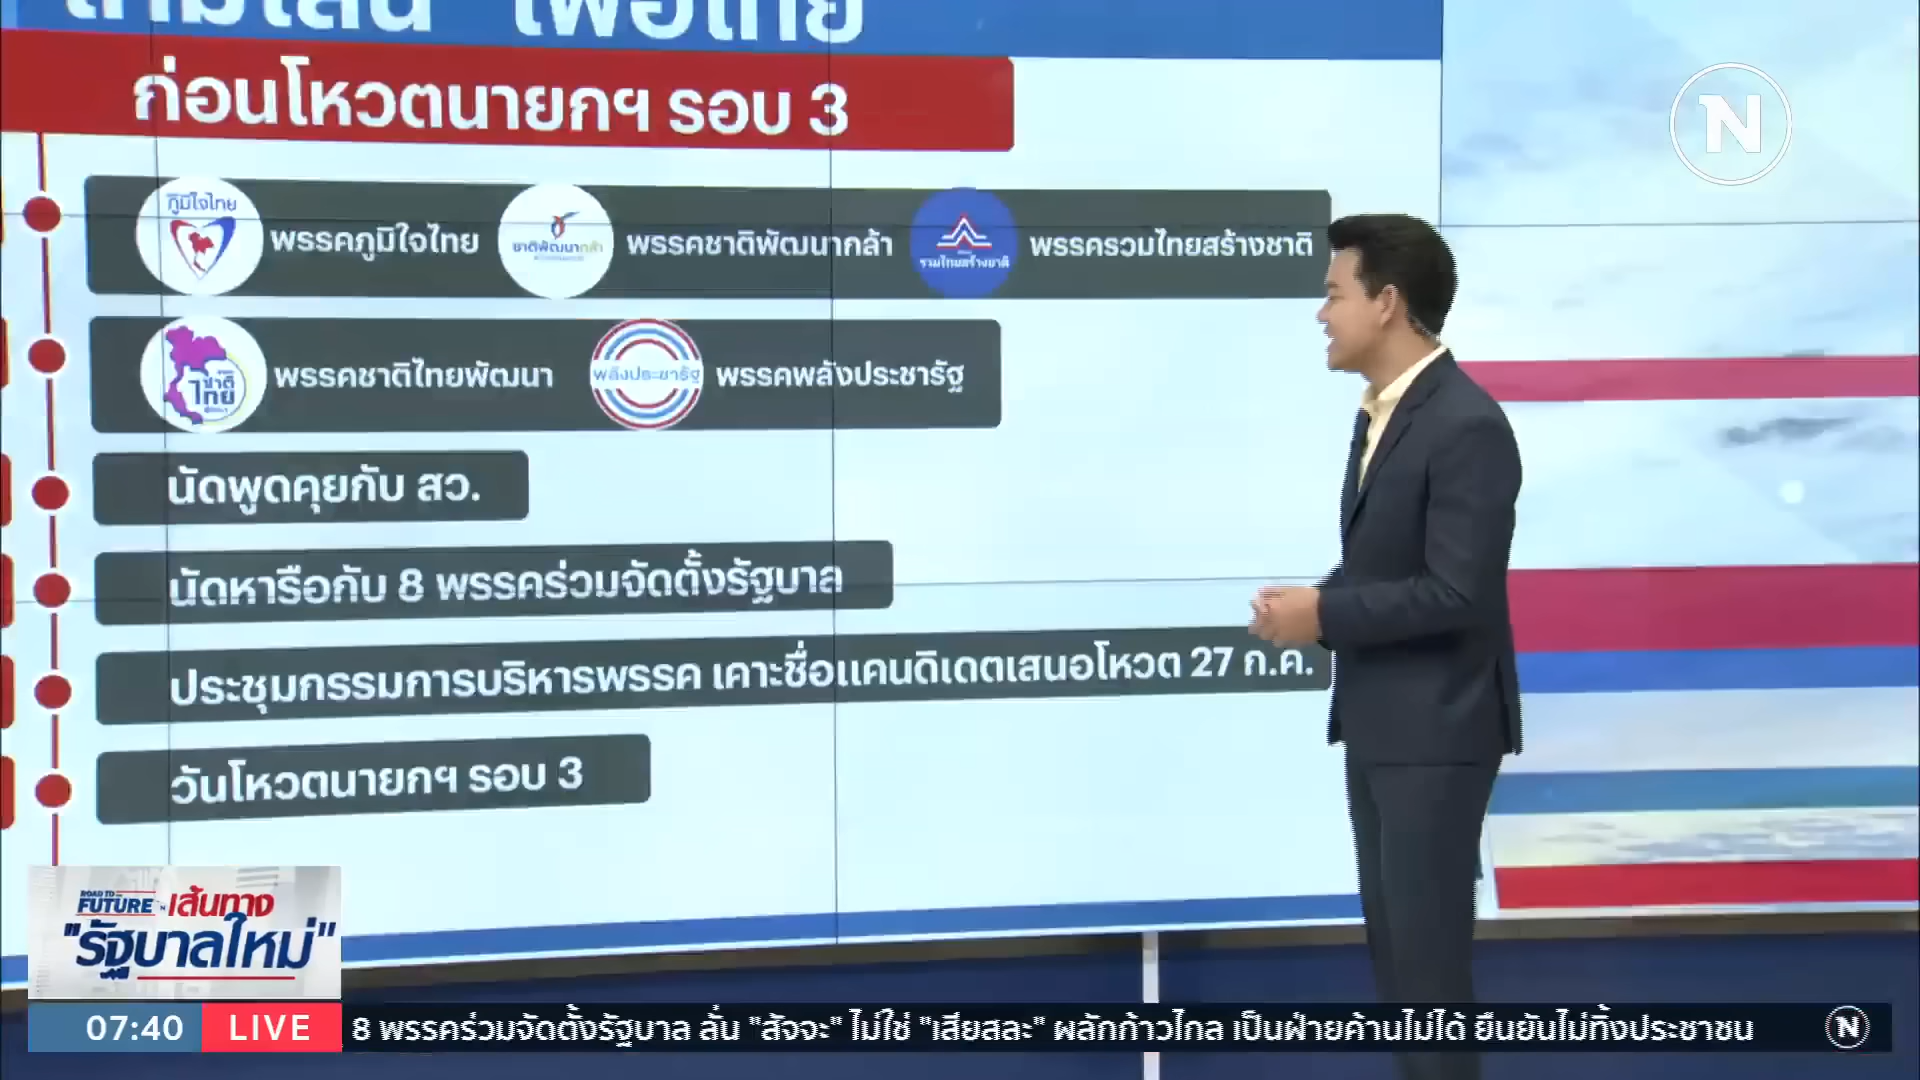 ไทม์ไลน์ "เพื่อไทย"
ก่อนโหวตนายกฯ รอบ 3
ภูมิใจไทย
พรรคภูมิใจไทย
ชาติพัฒนากล้า
พรรคชาติพัฒนากล้า
รวมไทยสร้างชาติ
พรรครวมไทยสร้างชาติ
ชาติ
ไทย
พรรคชาติไทยพัฒนา
พลังประชารัฐ
พรรคพลังประชารัฐ
นัดพูดคุยกับ สว.
นัดหารือกับ 8 พรรคร่วมจัดตั้งรัฐบาล
ประชุมกรรมการบริหารพรรค เคาะชื่อแคนดิเดตเสนอโหวต 27 ก.ค.
วันโหวตนายกฯ รอบ 3
N
ROAD TO
FUTURE เส้นทาง
"รัฐบาลใหม่"
07:40 LIVE 8 พรรคร่วมจัดตั้งรัฐบาล ลั่น "สัจจะ" ไม่ใช่ "เสียสละ" ผลักก้าวไกล เป็นฝ่ายค้านไม่ได้ ยืนยันไม่ทิ้งประชาชน N